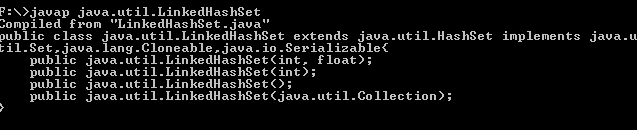 F:\>javap java.util.LinkedHashSet
Compiled from "LinkedHashSet.java"
public class java.util.LinkedHashSet extends java.util.HashSet implements java.u
til.Set,java.lang.Cloneable,java.io.Serializable{
    public java.util.LinkedHashSet(int, float);
    public java.util.LinkedHashSet(int);
    public java.util.LinkedHashSet();
    public java.util.LinkedHashSet(java.util.Collection);
}